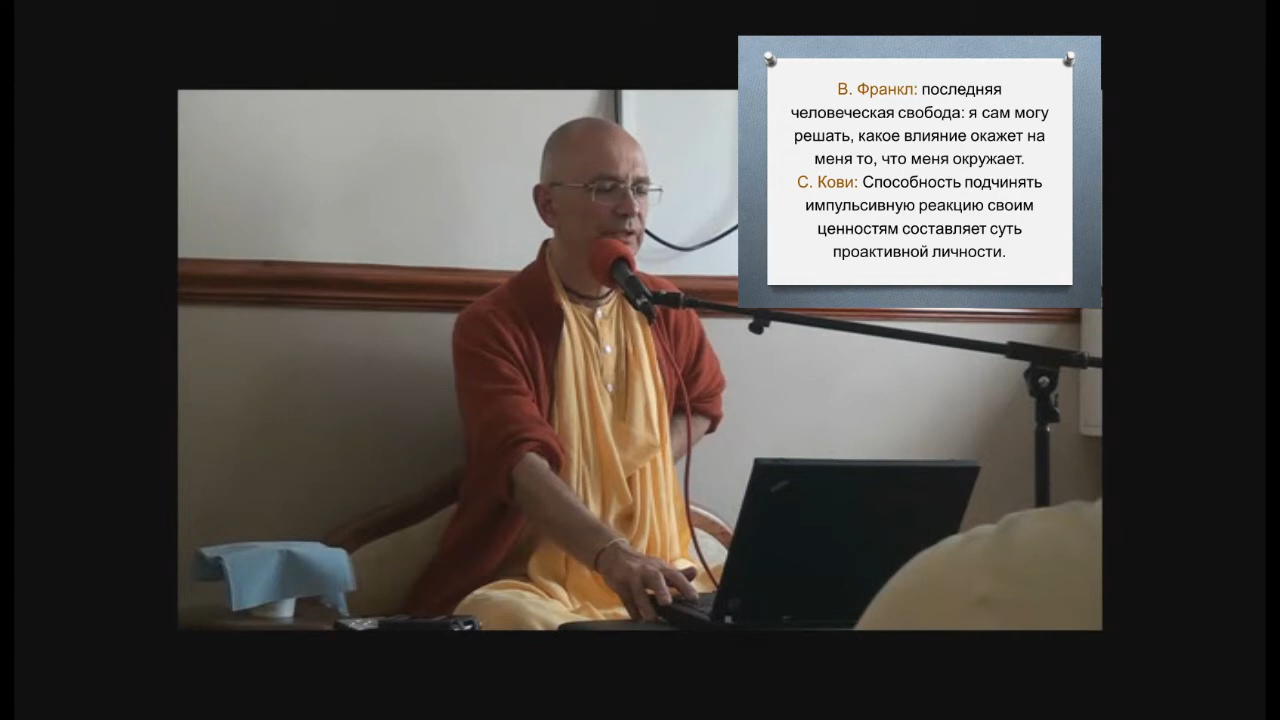 В. Франкл: последняя
человеческая свобода: я сам могу
решать, какое влияние окажет на
меня то, что меня окружает.
С. Кови: Способность подчинять
импульсивную реакцию своим
ценностям составляет суть
проактивной личности.